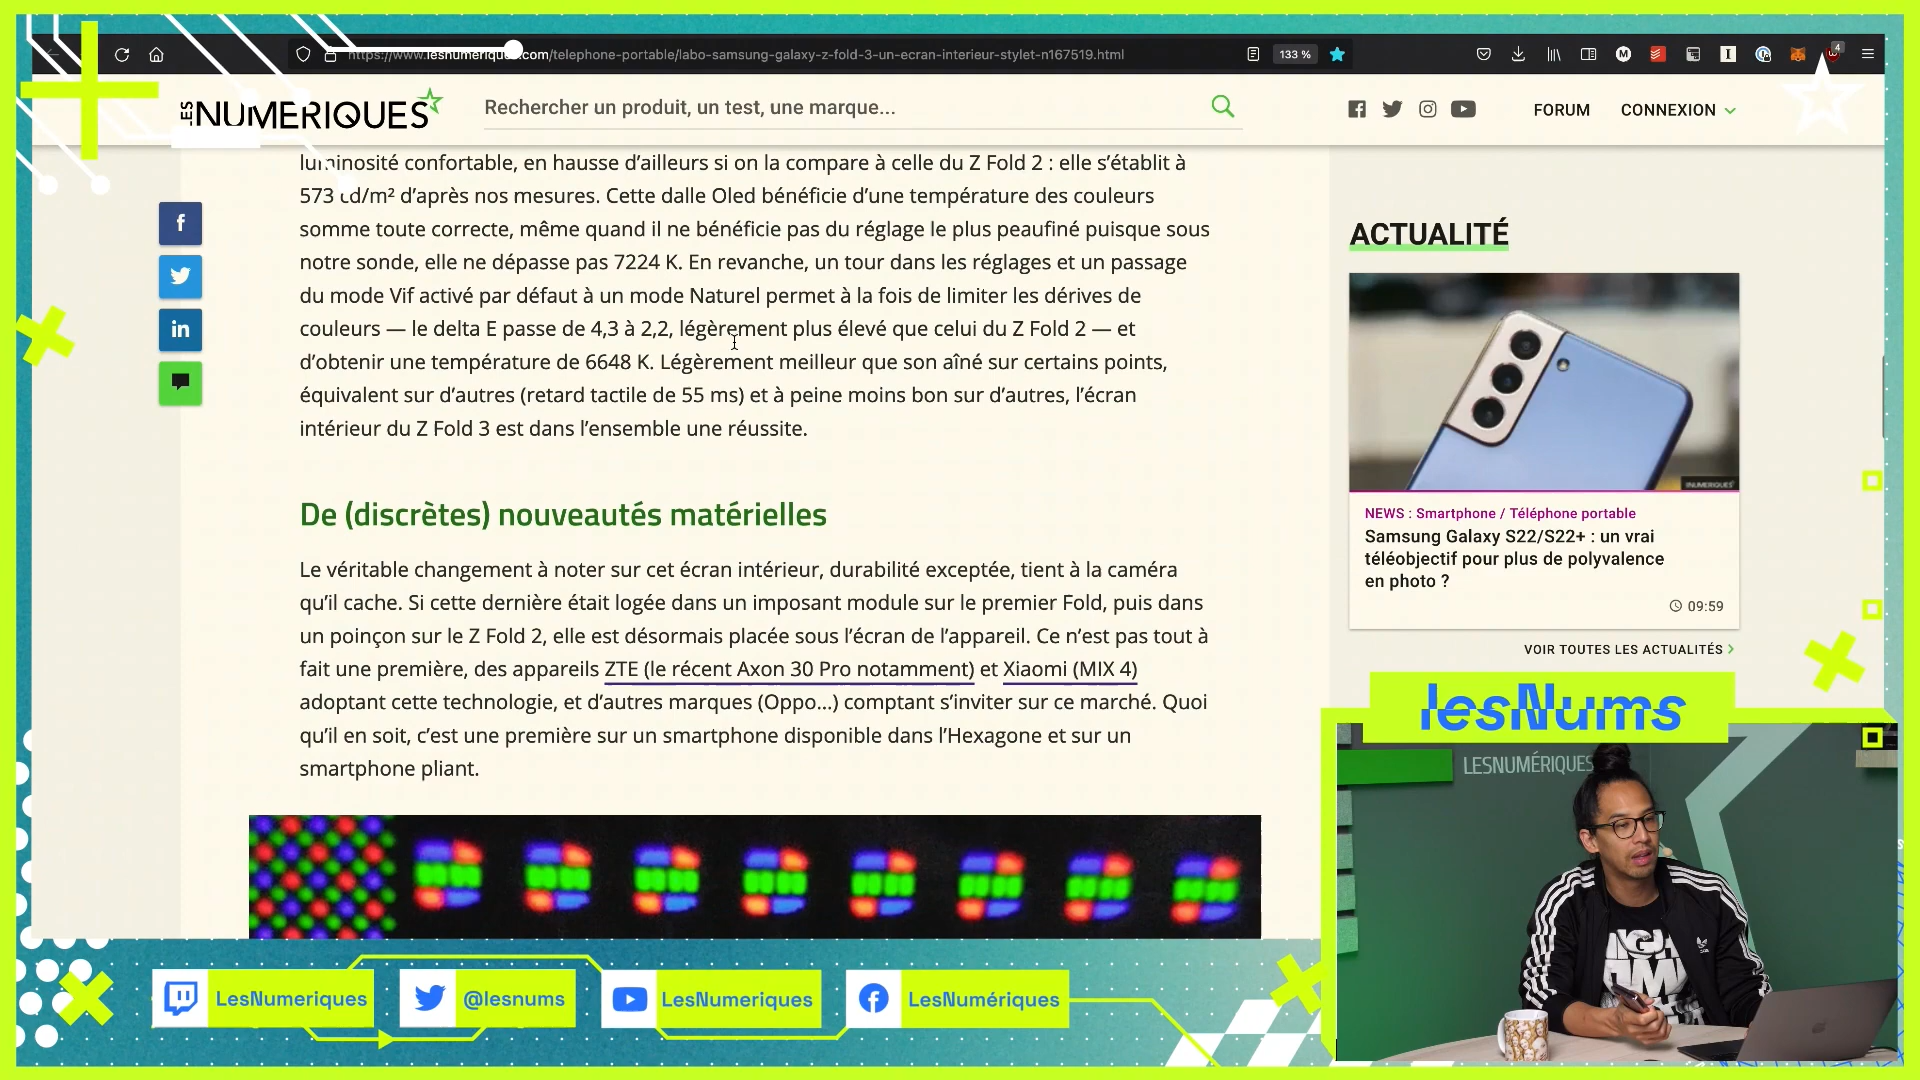 https://www.lesnumeriques.com/telephone-portable/labo-samsung-galaxy-z-fold-3-un-ecran-interieur-stylet-n167519.html
133 %
4
LES NUMERIQUES
Rechercher un produit, un test, une marque...
FORUM
CONNEXION
luminosité confortable, en hausse d’ailleurs si on la compare à celle du Z Fold 2 : elle s’établit à
573 cd/m² d’après nos mesures. Cette dalle Oled bénéficie d’une température des couleurs
somme toute correcte, même quand il ne bénéficie pas du réglage le plus peaufiné puisque sous
notre sonde, elle ne dépasse pas 7224 K. En revanche, un tour dans les réglages et un passage
du mode Vif activé par défaut à un mode Naturel permet à la fois de limiter les dérives de
couleurs — le delta E passe de 4,3 à 2,2, légèrement plus élevé que celui du Z Fold 2 — et
d’obtenir une température de 6648 K. Légèrement meilleur que son aîné sur certains points,
équivalent sur d’autres (retard tactile de 55 ms) et à peine moins bon sur d’autres, l’écran
intérieur du Z Fold 3 est dans l’ensemble une réussite.
De (discrètes) nouveautés matérielles
Le véritable changement à noter sur cet écran intérieur, durabilité exceptée, tient à la caméra
qu’il cache. Si cette dernière était logée dans un imposant module sur le premier Fold, puis dans
un poinçon sur le Z Fold 2, elle est désormais placée sous l’écran de l’appareil. Ce n’est pas tout à
fait une première, des appareils ZTE (le récent Axon 30 Pro notamment) et Xiaomi (MIX 4)
adoptant cette technologie, et d’autres marques (Oppo...) comptant s’inviter sur ce marché. Quoi
qu’il en soit, c’est une première sur un smartphone disponible dans l’Hexagone et sur un
smartphone pliant.
ACTUALITÉ
NEWS : Smartphone / Téléphone portable
Samsung Galaxy S22/S22+ : un vrai
téléobjectif pour plus de polyvalence
en photo ?
09:59
VOIR TOUTES LES ACTUALITÉS
lesNums
LESNUMÉRIQUES
LesNumeriques
@lesnums
LesNumeriques
LesNumériques